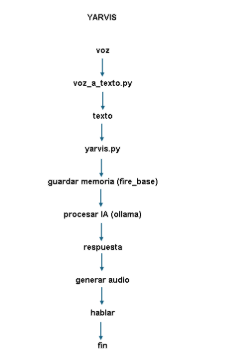 YARVIS
voz
voz_a_texto.py
texto
yarvis.py
guardar memoria (fire_base)
procesar IA (ollama)
respuesta
generar audio
hablar
fin